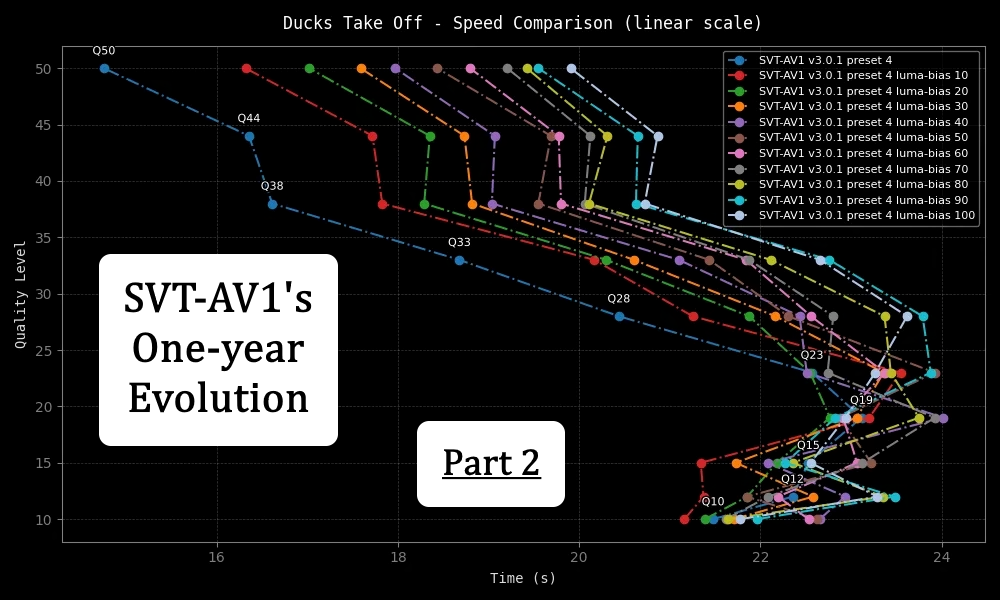 Ducks Take Off - Speed Comparison (linear scale)
Q50
Q44
Q38
Q33
Q28
Q23
Q19
Q15
Q12
Q10
SVT-AV1 v3.0.1 preset 4
SVT-AV1 v3.0.1 preset 4 luma-bias 10
SVT-AV1 v3.0.1 preset 4 luma-bias 20
SVT-AV1 v3.0.1 preset 4 luma-bias 30
SVT-AV1 v3.0.1 preset 4 luma-bias 40
SVT-AV1 v3.0.1 preset 4 luma-bias 50
SVT-AV1 v3.0.1 preset 4 luma-bias 60
SVT-AV1 v3.0.1 preset 4 luma-bias 70
SVT-AV1 v3.0.1 preset 4 luma-bias 80
SVT-AV1 v3.0.1 preset 4 luma-bias 90
SVT-AV1 v3.0.1 preset 4 luma-bias 100
Quality Level
50
45
40
35
30
25
20
15
10
SVT-AV1's
One-year
Evolution
Part 2
16 18 20 22 24
Time (s)